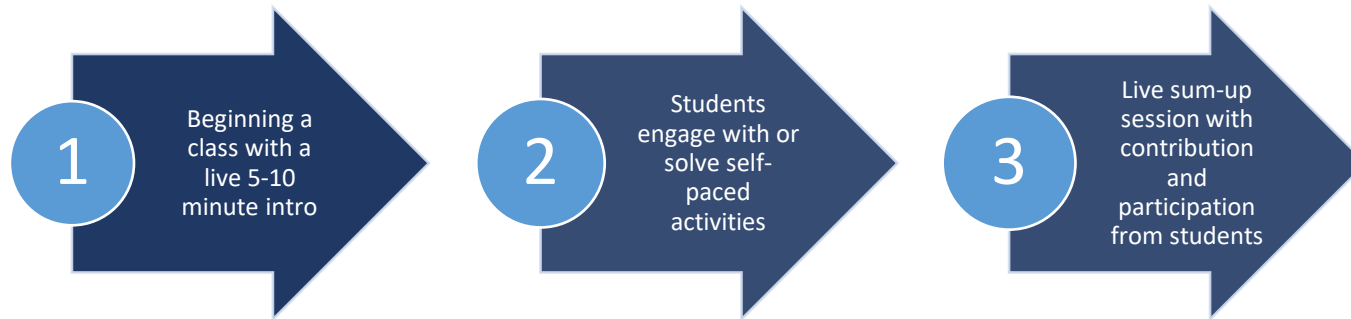 1
Beginning a
class with a
live 5-10
minute intro
2
Students
engage with or
solve self-
paced
activities
3
Live sum-up
session with
contribution
and
participation
from students